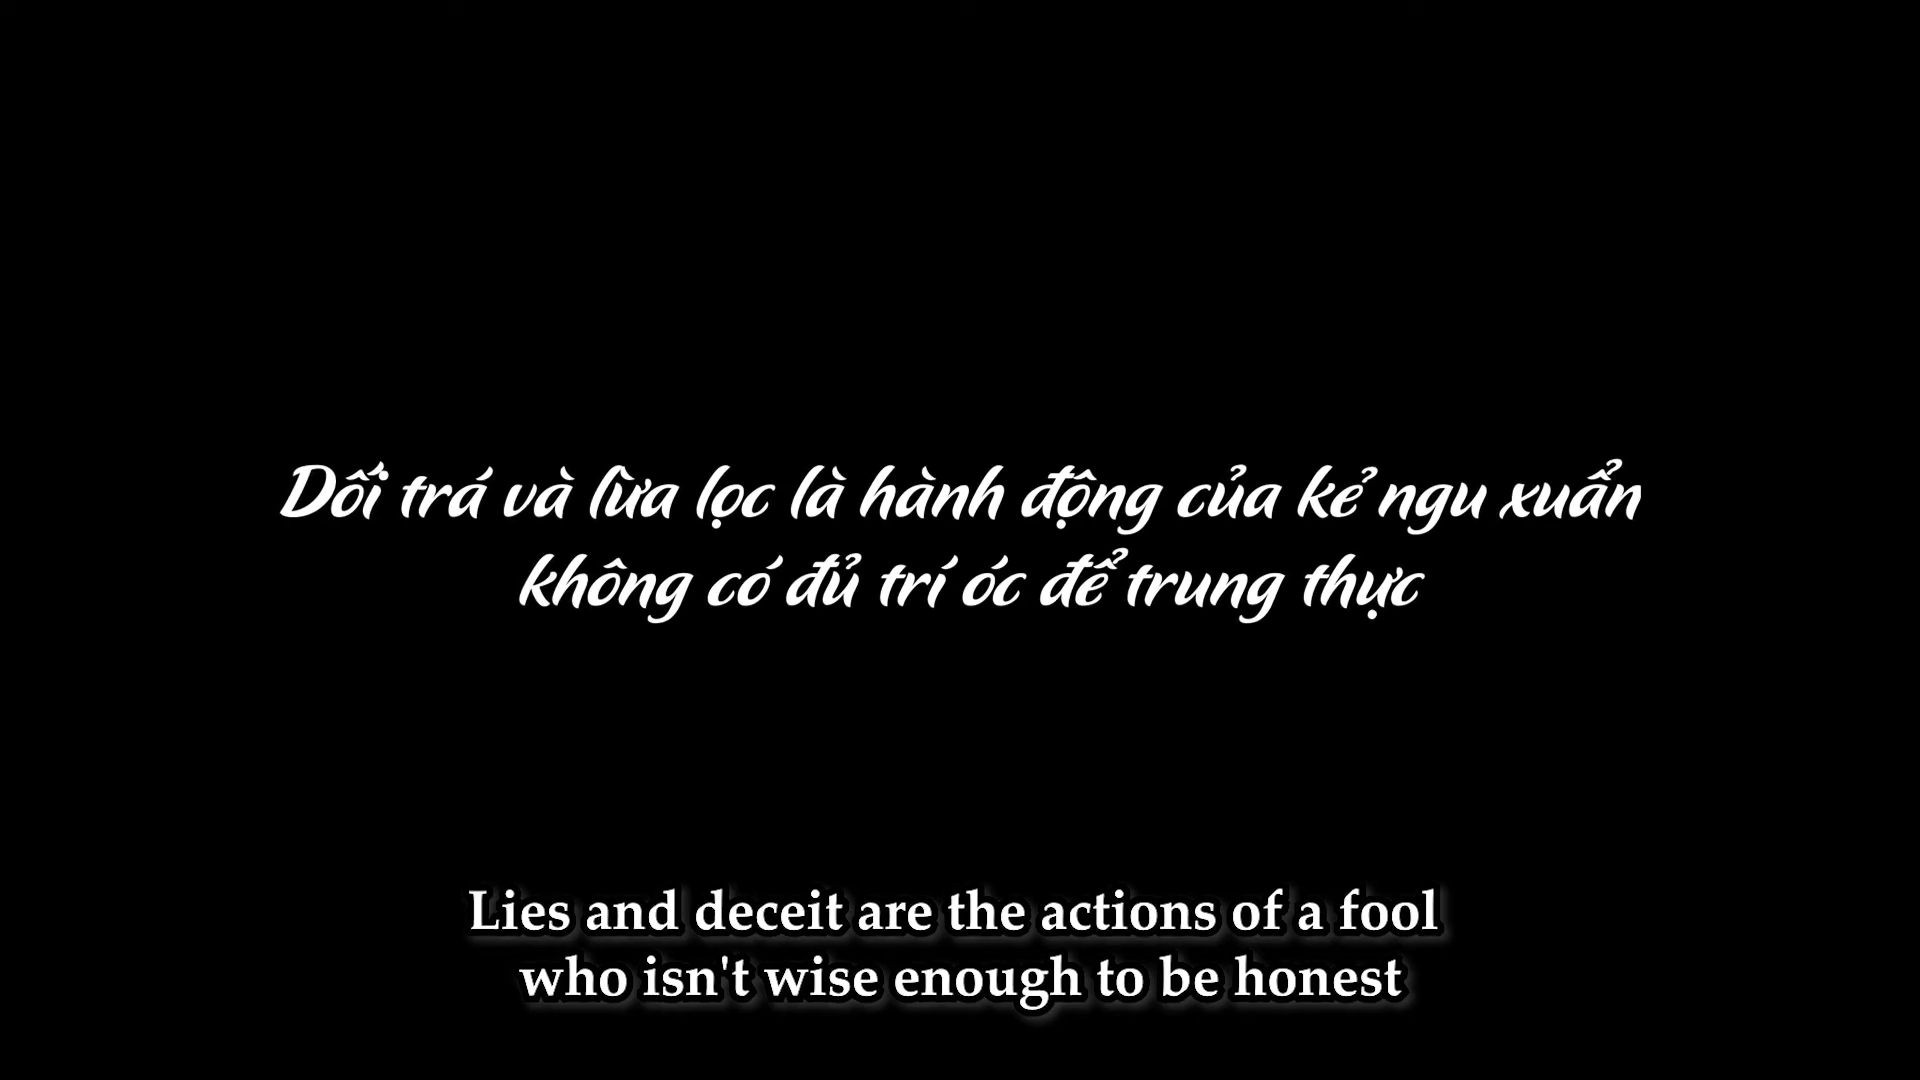 Dối trá và lừa lọc là hành động của kẻ ngu xuẩn
không có đủ trí óc để trung thực
Lies and deceit are the actions of a fool
who isn't wise enough to be honest